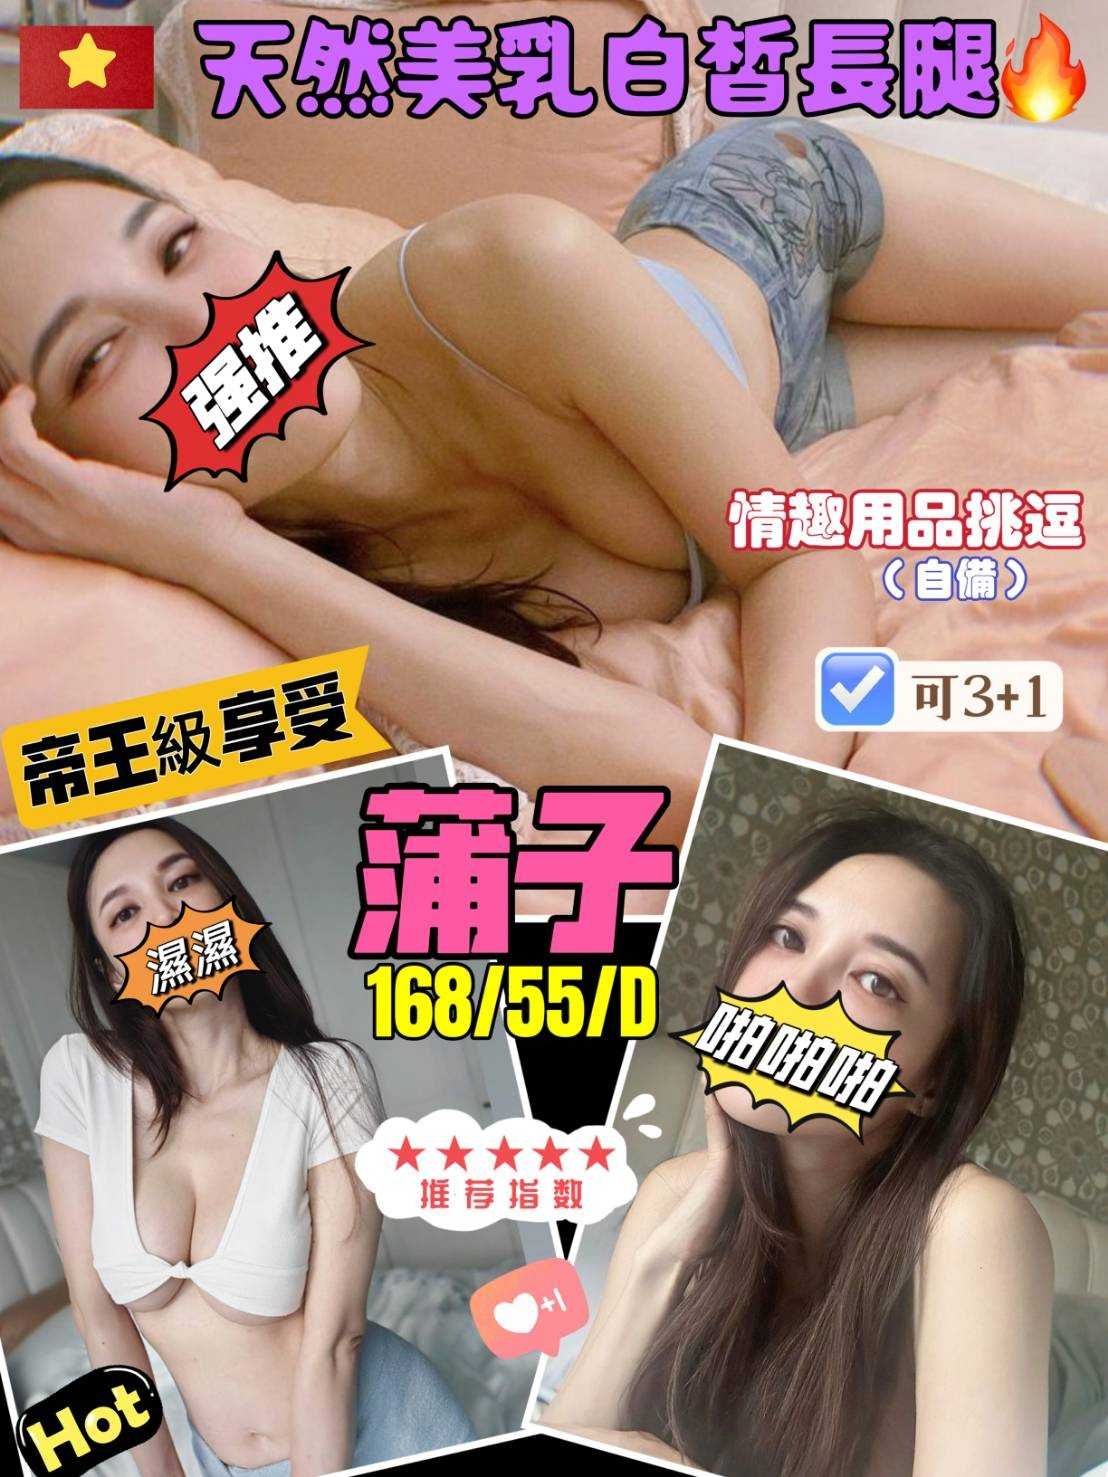 天然美乳白皙長腿
强推
情趣用品挑逗
（自備）
可3+1
帝王級享受
蒲子
168/55/D
濕濕
啪啪啪
推荐指数
+1
Hot